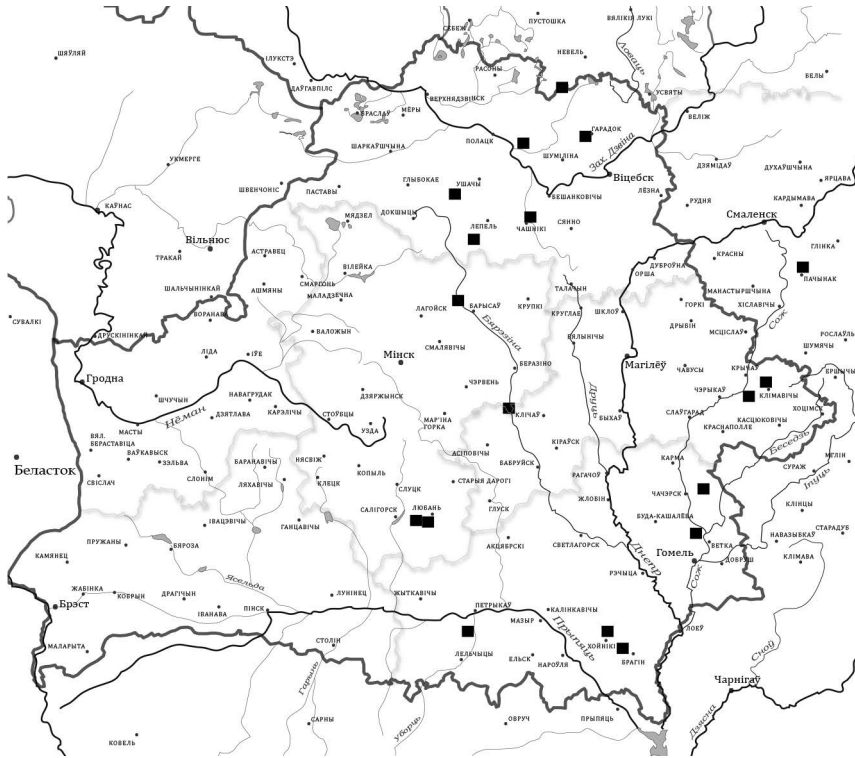 ПУСТОШКА
ВЯЛІКІЯ ЛУКІ
СЕБЕЖ
ШЯЎЛЯЙ
ІЛУКСТЭ
НЕВЕЛЬ
Ловаць
РАСОНЫ
БЕЛЫ
ДАЎГАВПІЛС
ВЕРХНЯДЗВІНСК
УСВЯТЫ
БРАСЛАЎ
МЁРЫ
ВЕЛІЖ
ПОЛАЦК
ГАРАДОК
ШАРКАЎШЧЫНА
ШУМІЛІНА
Зах. Дзвіна
УКМЕРГЕ
ДЗЯМІДАЎ
ДУХАЎШЧЫНА
ШВЕНЧОНІС
ПАСТАВЫ
ГЛЫБОКАЕ
УШАЧЫ
Віцебск
ЯРЦАВА
БЕШАНКОВІЧЫ
ЛЁЗНА
КАЎНАС
РУДНЯ
КАРДЫМАВА
МЯДЗЕЛ
ДОКШЫЦЫ
ЛЕПЕЛЬ
ЧАШНІКІ
СЯННО
Смаленск
Вільнюс
ТРАКАЙ
АСТРАВЕЦ
ГЛІНКА
КРАСНЫ
ВІЛЕЙКА
ДУБРОЎНА
ОРША
СМАРГОНЬ
ПАЧЫНАК
ШАЛЬЧЫНІНКАЙ
АШМЯНЫ
МАЛАДЗЕЧНА
ТАЛАЧЫН
МАНАСТЫРШЧЫНА
БАРЫСАЎ
КРУПКІ
ГОРКІ
ХІСЛАВІЧЫ
СУВАЛКІ
ВОРАНАВА
ЛАГОЙСК
КРУГЛАЕ
ШКЛОЎ
ДРУСКІНІНКАЙ
ВАЛОЖЫН
Бярэзіна
ДРЫБІН
Сож
МСЦІСЛАЎ
РОСЛАЎЛЬ
СМАЛЯВІЧЫ
БЯЛЫНІЧЫ
ЛІДА
ІЎЕ
Мінск
Магілёў
ШУМЯЧЫ
БЕРАЗІНО
ЧАВУСЫ
КРЫЧАЎ
ЕРШЫЧЫ
Гродна
ЧЭРВЕНЬ
Друць
ЧЭРЫКАЎ
КЛІМАВІЧЫ
ШЧУЧЫН
НАВАГРУДАК
ДЗЯРЖЫНСК
КАРЭЛІЧЫ
СТОЎБЦЫ
Нёман
ДЗЯТЛАВА
УЗДА
МАР'ІНА
ГОРКА
КЛІЧАЎ
БЫХАЎ
СЛАЎГАРАД
ХОЦІМСК
КАСЦЮКОВІЧЫ
МАСТЫ
КРАСНАПОЛЛЕ
ВЯЛ.
БЕРАСТАВІЦА
ВАЎКАВЫСК
ЗЭЛЬВА
АСІПОВІЧЫ
КІРАЎСК
Беседзь
Беласток
НЯСВІЖ
БАРАНАВІЧЫ
КОПЫЛЬ
БАБРУЙСК
КАРМА
МГЛІН
СУРАЖ
СВІСЛАЧ
СЛОНІМ
ЛЯХАВІЧЫ
КЛЕЦК
СЛУЦК
СТАРЫЯ ДАРОГІ
РАГАЧОЎ
Іпуць
ЖЛОБІН
ЧАЧЭРСК
ГЛУСК
КЛІНЦЫ
САЛІГОРСК
ЛЮБАНЬ
ІВАЦЭВІЧЫ
ГАНЦАВІЧЫ
БУДА-КАШАЛЁВА
СТАРАДУБ
АКЦЯБРСКІ
СВЕТЛАГОРСК
НАВАЗЫБКАЎ
ПРУЖАНЫ
БЯРОЗА
Днепр
ВЕТКА
КАМЯНЕЦ
Гомель
ДОБРУШ
КЛІМАВА
РЭЧЫЦА
Сож
Ясельда
ЖАБІНКА
КОБРЫН
ДРАГІЧЫН
ЛУНІНЕЦ
ЖЫТКАВІЧЫ
Брэст
ІВАНАВА
ПІНСК
ПЕТРЫКАЎ
КАЛІНКАВІЧЫ
МАЗЫР
Прыпяць
ЛОЕЎ
МАЛАРЫТА
СТОЛІН
ХОЙНІКІ
ЛЕЛЬЧЫЦЫ
ЕЛЬСК
НАРОЎЛЯ
БРАГІН
Сноў
Гарынь
Чарнігаў
САРНЫ
Уборць
ОВРУЧ
ПРЫПЯЦЬ
Дзясна
КОВЕЛЬ